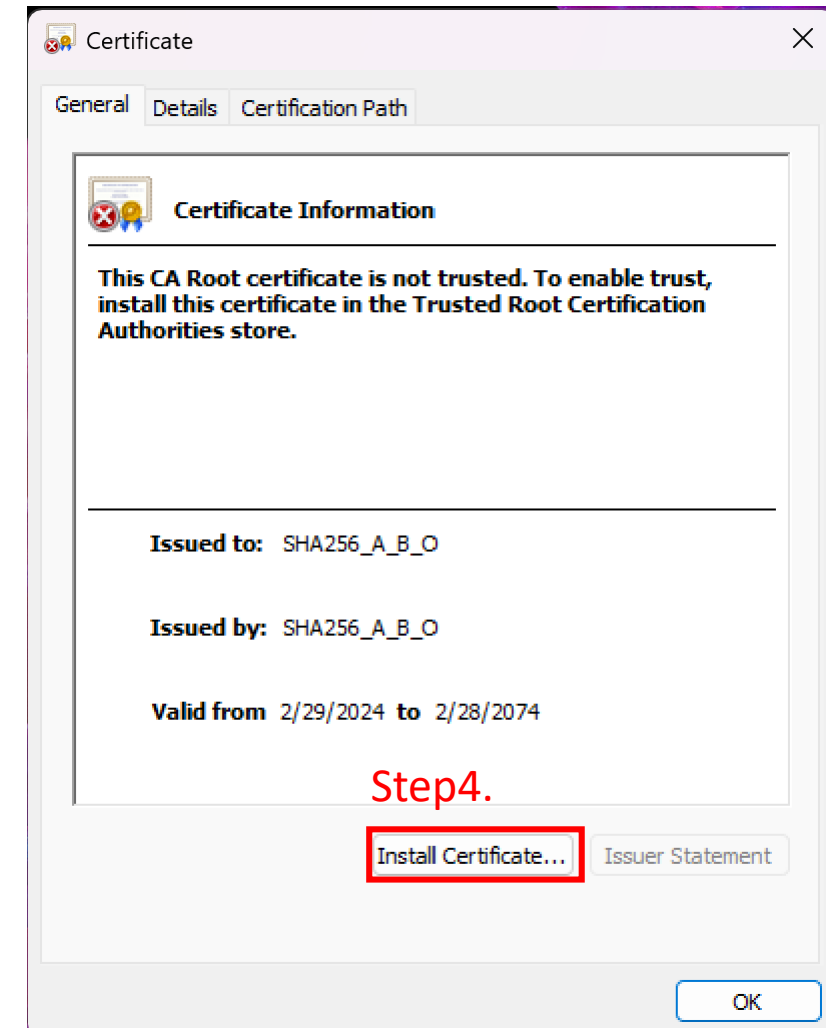 Certificate
General Details Certification Path
Certificate Information
This CA Root certificate is not trusted. To enable trust,
install this certificate in the Trusted Root Certification
Authorities store.
Issued to: SHA256_A_B_O
Issued by: SHA256_A_B_O
Valid from 2/29/2024 to 2/28/2074
Step4.
Install Certificate... Issuer Statement
OK